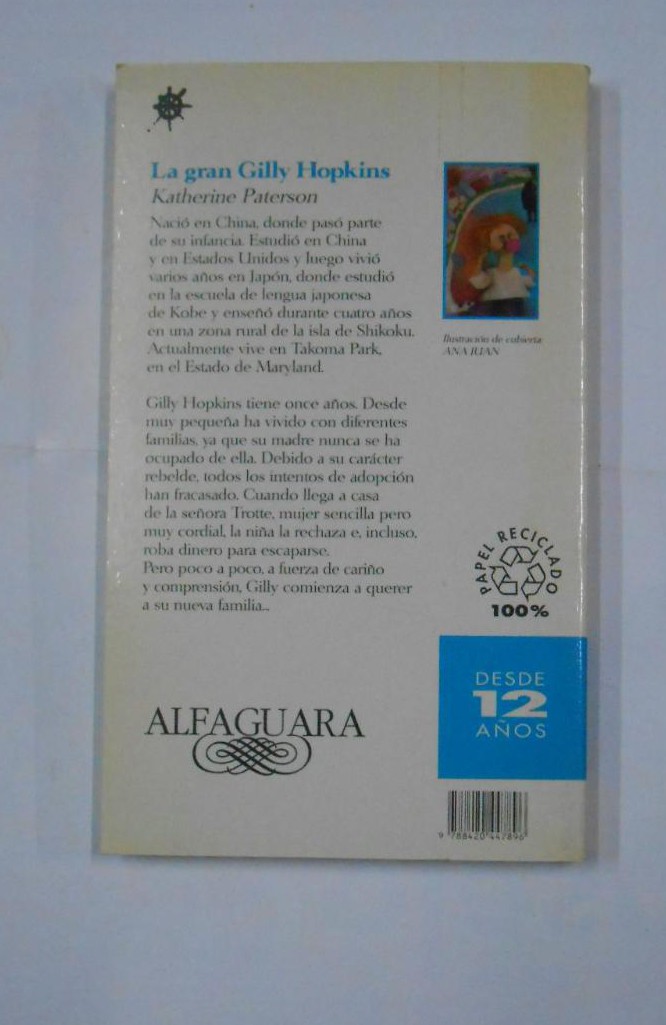 La gran Gilly Hopkins
Katherine Paterson
Nació en China, donde pasó parte
de su infancia. Estudió en China
y en Estados Unidos y luego vivió
varios años en Japón, donde estudió
en la escuela de lengua japonesa
de Kobe y enseñó durante cuatro años
en una zona rural de la isla de Shikoku.
Actualmente vive en Takoma Park,
en el Estado de Maryland.
Gilly Hopkins tiene once años. Desde
muy pequeña ha vivido con diferentes
familias, ya que su madre nunca se ha
ocupado de ella. Debido a su carácter
rebelde, todos los intentos de adopción
han fracasado. Cuando llega a casa
de la señora Trotte, mujer sencilla pero
muy cordial, la niña la rechaza e, incluso,
roba dinero para escaparse.
Pero poco a poco, a fuerza de cariño
y comprensión, Gilly comienza a querer
a su nueva familia...
Ilustración de cubierta
ANA JUAN
PAPEL RECICLADO
100%
DESDE
12
AÑOS
ALFAGUARA
9 788420 447896